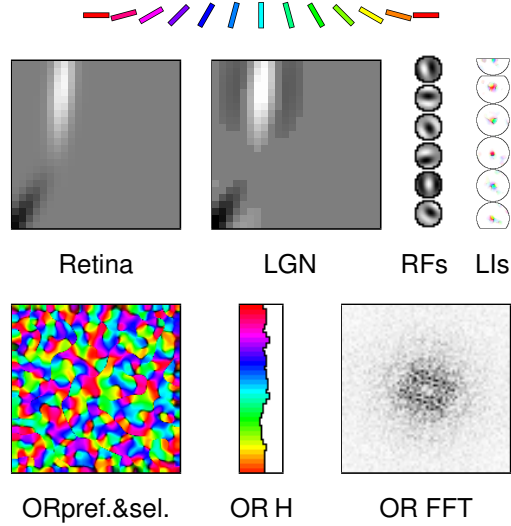 Retina LGN RFs LIs
ORpref.&sel. OR H OR FFT